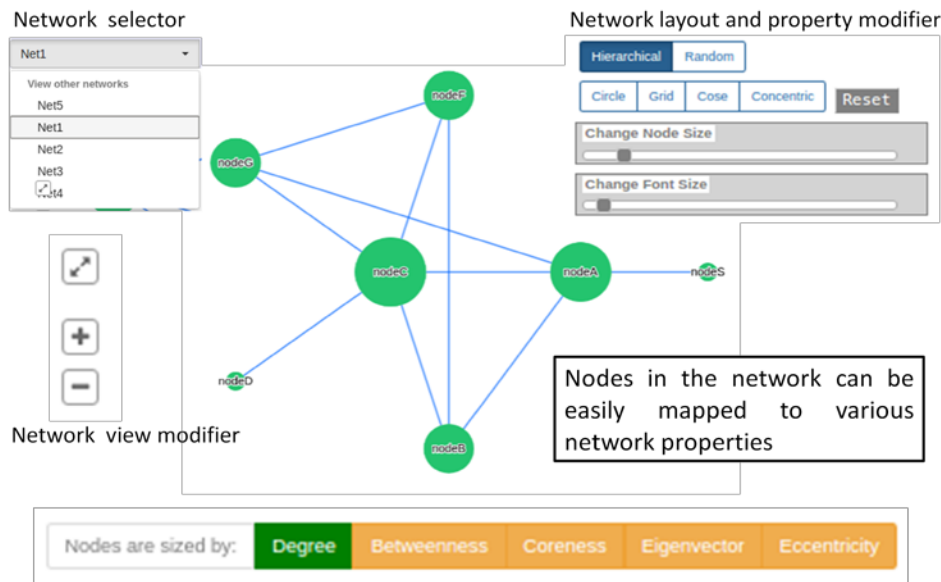 Network selector
Net1
View other networks
Net5
Net1
Net2
Net3
Network layout and property modifier
Hierarchical Random
Circle Grid Cose Concentric Reset
Change Node Size
Change Font Size
nodeF
nodeG
nodeC
nodeA
nodeS
nodeD
nodeB
Network view modifier
Nodes in the network can be
easily mapped to various
network properties
Nodes are sized by: Degree Betweenness Coreness Eigenvector Eccentricity